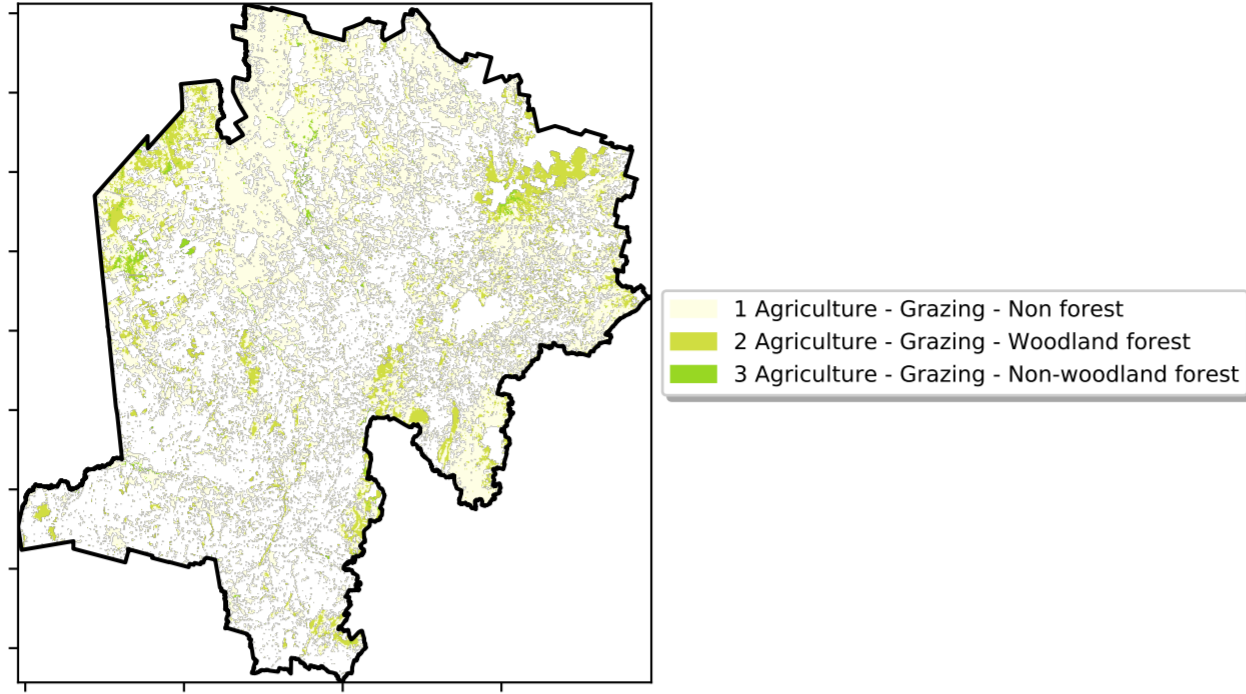 1 Agriculture - Grazing - Non forest
2 Agriculture - Grazing - Woodland forest
3 Agriculture - Grazing - Non-woodland forest